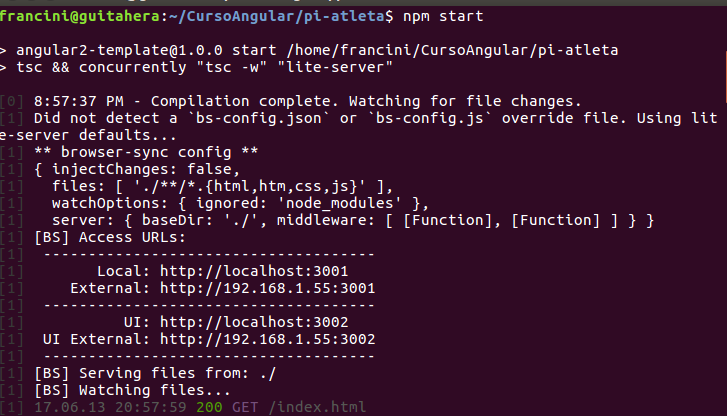 francini@guitahera:~/CursoAngular/pi-atleta$ npm start
> angular2-template@1.0.0 start /home/francini/CursoAngular/pi-atleta
> tsc && concurrently "tsc -w" "lite-server"
[0] 8:57:37 PM - Compilation complete. Watching for file changes.
[1] Did not detect a `bs-config.json` or `bs-config.js` override file. Using lit
e-server defaults...
[1] ** browser-sync config **
[1] { injectChanges: false,
[1]   files: [ './**/*.{html,htm,css,js}' ],
[1]   watchOptions: { ignored: 'node_modules' },
[1]   server: { baseDir: './', middleware: [ [Function], [Function] ] } }
[1] [BS] Access URLs:
[1]  -------------------------------------
[1]        Local: http://localhost:3001
[1]     External: http://192.168.1.55:3001
[1]  -------------------------------------
[1]           UI: http://localhost:3002
[1]  UI External: http://192.168.1.55:3002
[1]  -------------------------------------
[1] [BS] Serving files from: ./
[1] [BS] Watching files...
[1] 17.06.13 20:57:59 200 GET /index.html